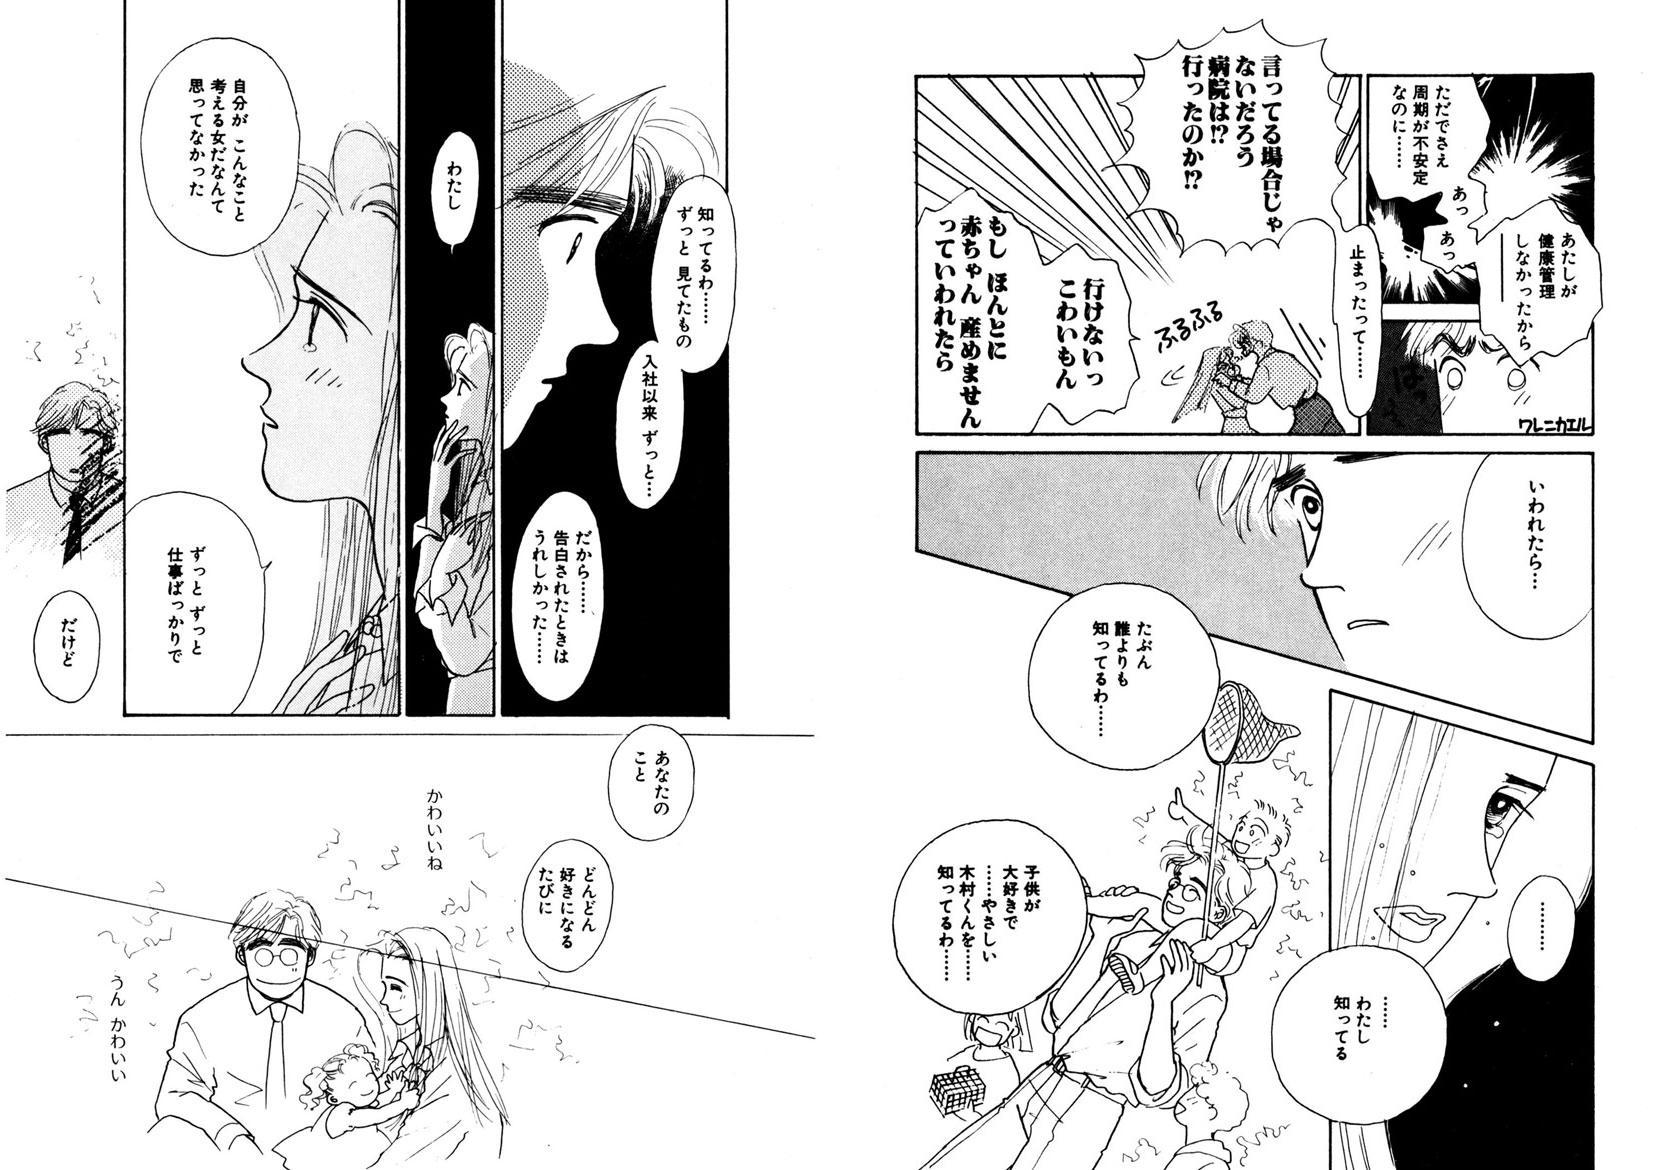 ただでさえ
周期が不安定
なのに……
あっ
あっ
あたしが
健康管理
しなかったから
――
止まったって……
言ってる場合じゃ
ないだろう
病院は!?
行ったのか!?
ふるふる
行けないっ
こわいもん
もし ほんとに
赤ちゃん 産めません
っていわれたら
はっ
ワレニカエル
いわれたら…
たぶん
誰よりも
知ってるわ……
………
……
わたし
知ってる
子供が
大好きで
……やさしい
木村くんを……
知ってるわ……
知ってるわ……
ずっと 見てたもの
入社以来 ずっと…
だから……
告白されたときは
うれしかった……
わたし
自分が こんなこと
考える女だなんて
思ってなかった
ずっと ずっと
仕事ばっかりで
だけど
あなたの
こと
どんどん
好きになる
たびに
かわいいね
うん かわいい